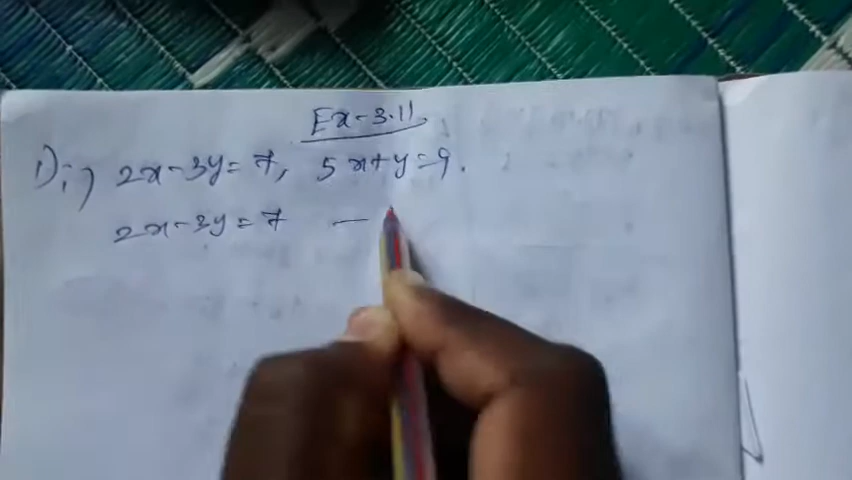 Ex-3.11.
1) i) 2x-3y=7, 5x+y=9.
2x-3y=7 —